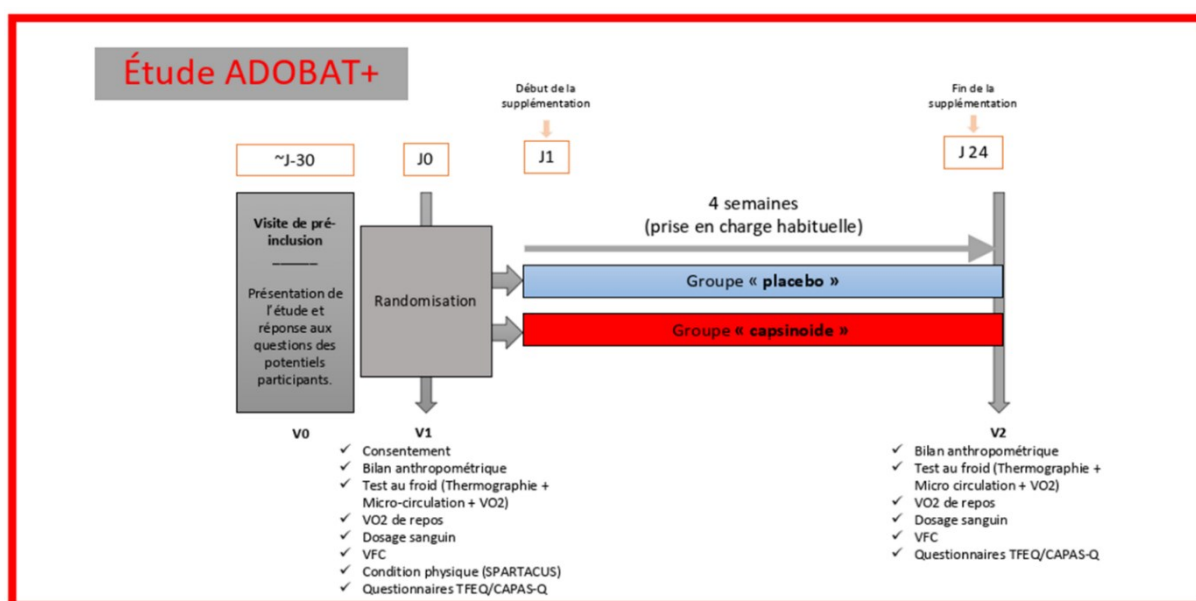 Étude ADOBAT+
Début de la
supplémentation
Fin de la
supplémentation
~J-30
J0
J1
J 24
Visite de pré-
inclusion
______
Présentation de
l'étude et
réponse aux
questions des
potentiels
participants.
Randomisation
4 semaines
(prise en charge habituelle)
Groupe « placebo »
Groupe « capsinoide »
V0
V1
✓ Consentement
✓ Bilan anthropométrique
✓ Test au froid (Thermographie +
Micro-circulation + VO2)
✓ VO2 de repos
✓ Dosage sanguin
✓ VFC
✓ Condition physique (SPARTACUS)
✓ Questionnaires TFEQ/CAPAS-Q
V2
✓ Bilan anthropométrique
✓ Test au froid (Thermographie +
Micro circulation + VO2)
✓ VO2 de repos
✓ Dosage sanguin
✓ VFC
✓ Questionnaires TFEQ/CAPAS-Q